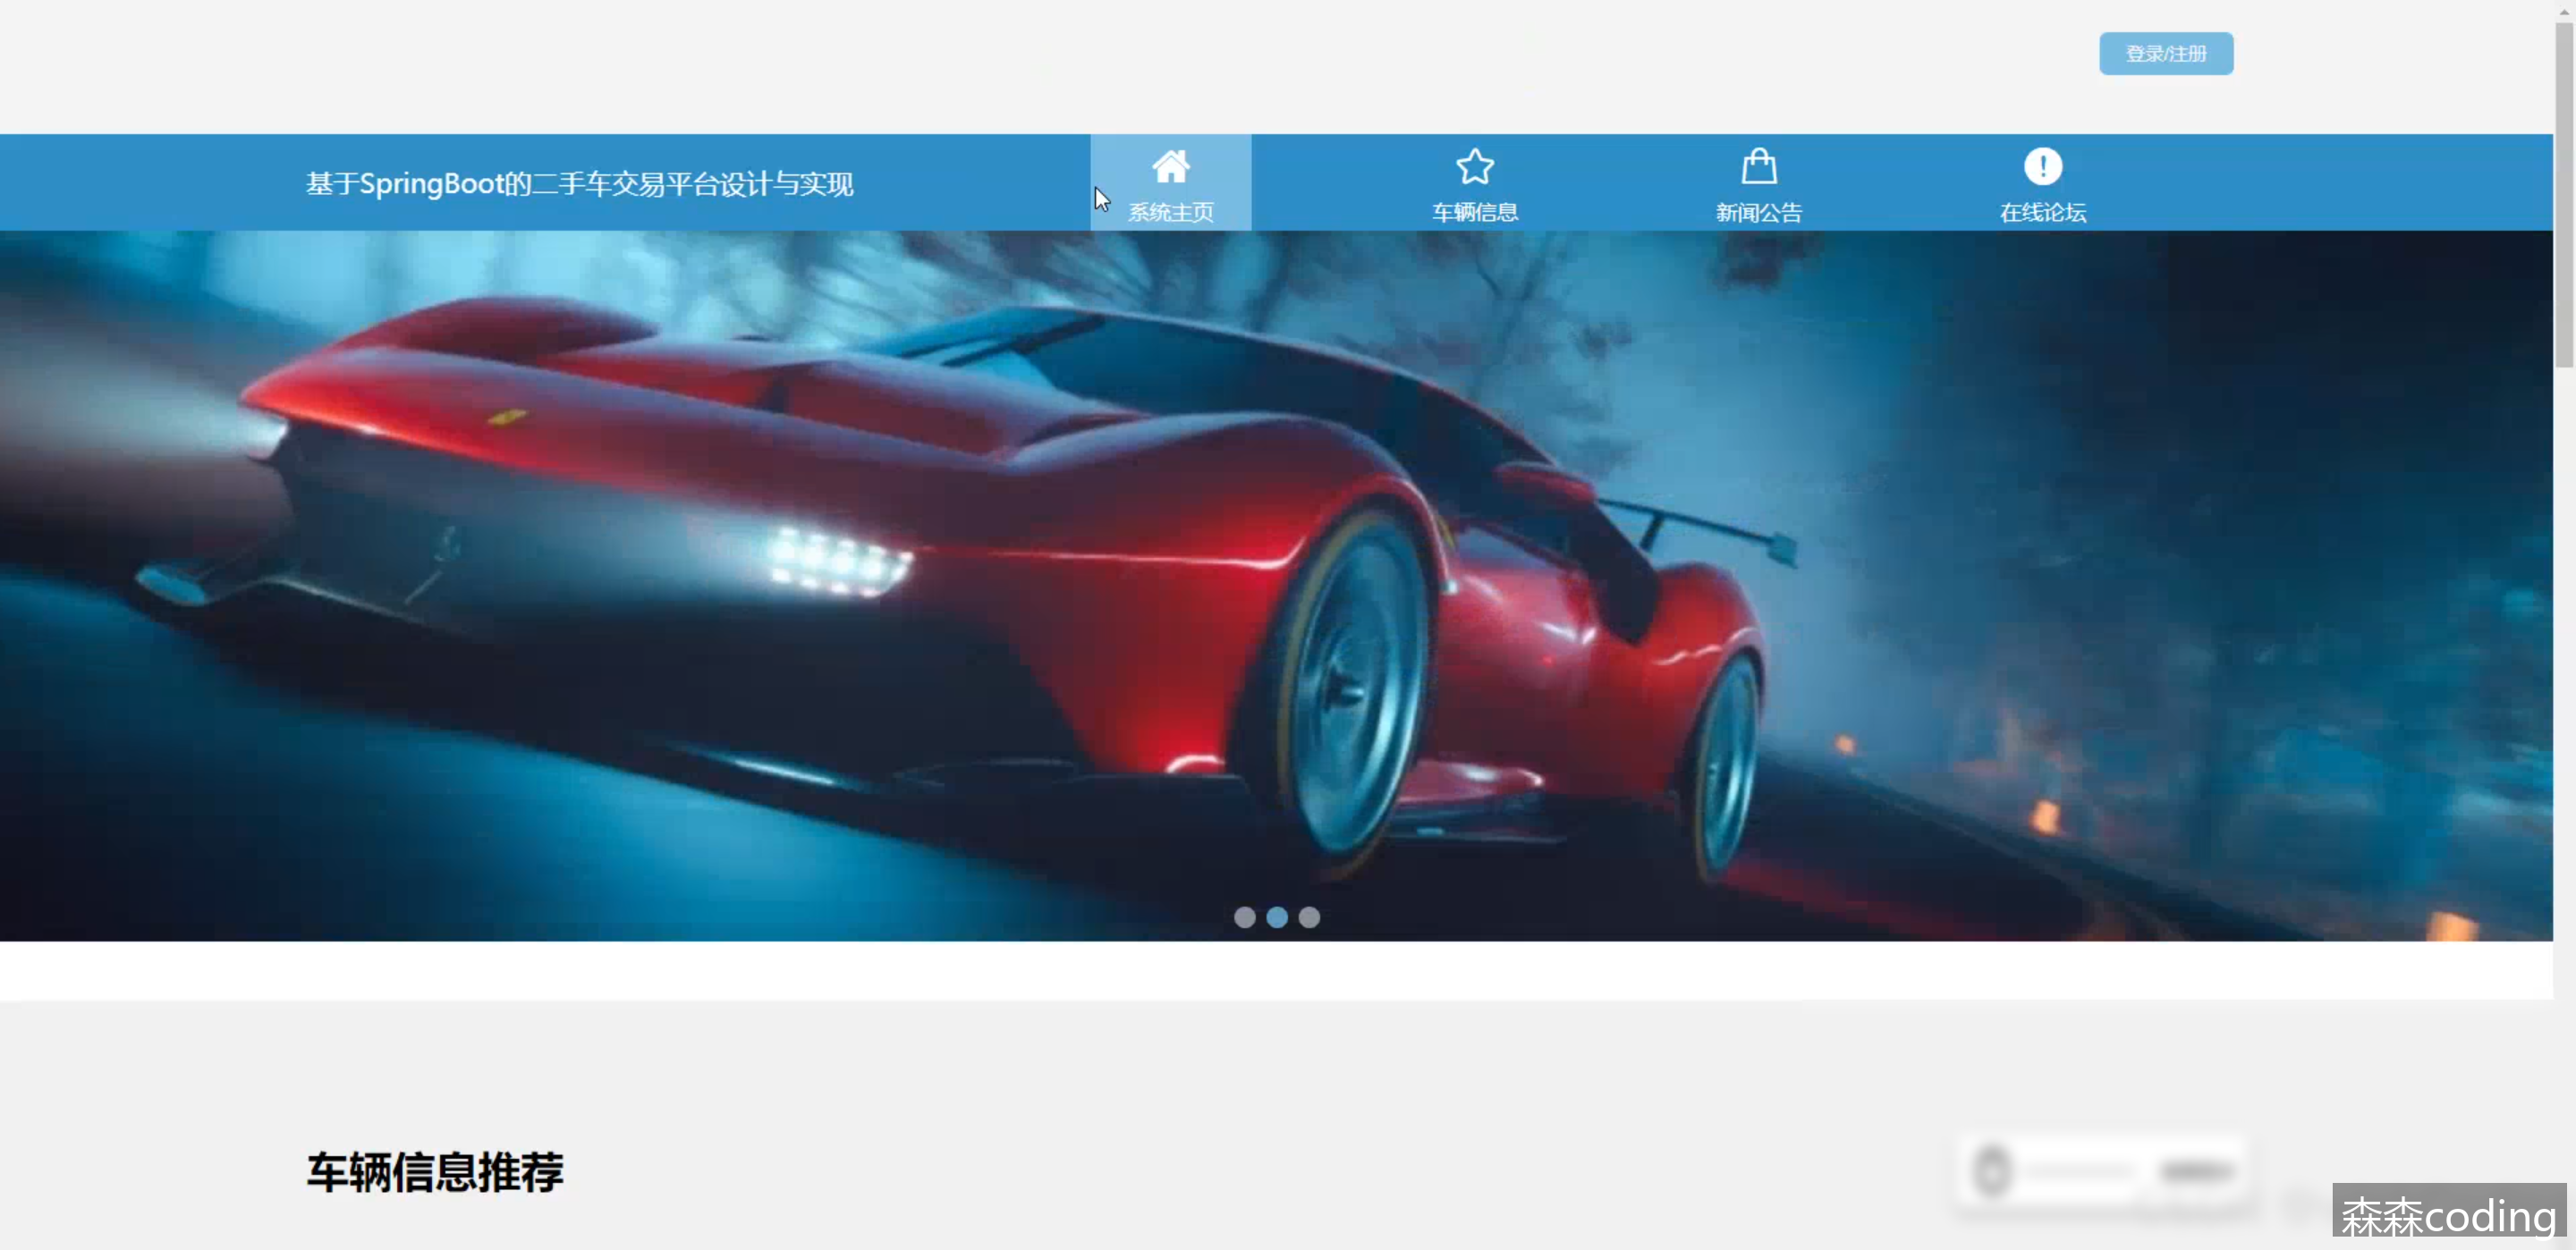 登录/注册
基于SpringBoot的二手车交易平台设计与实现
系统主页
车辆信息
新闻公告
在线论坛
车辆信息推荐
森森coding